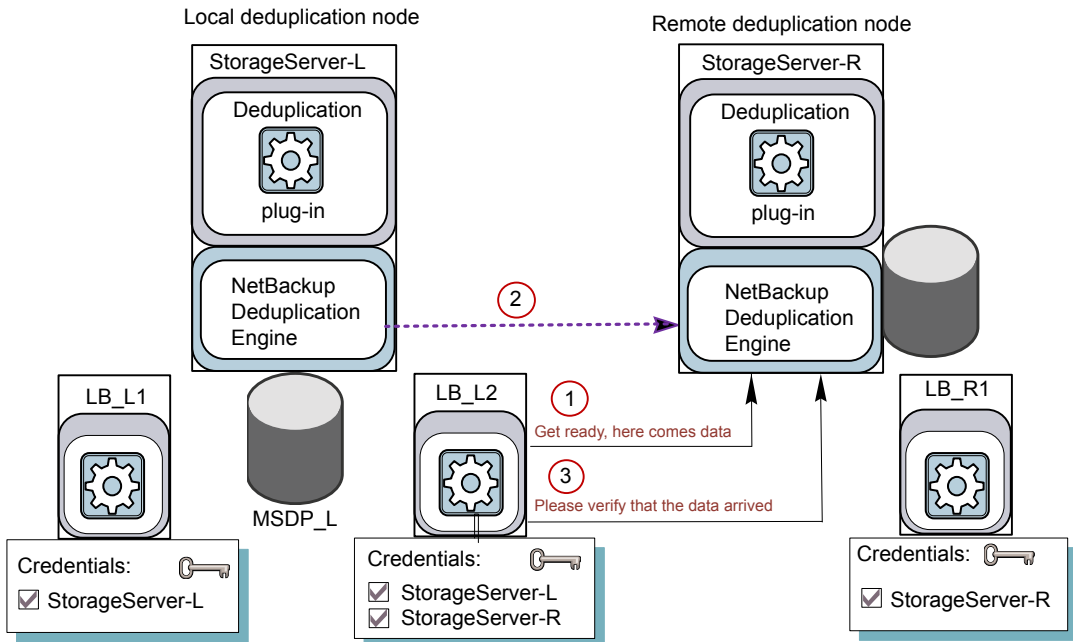 Local deduplication node
Remote deduplication node
StorageServer-L
Deduplication
plug-in
NetBackup
Deduplication
Engine
StorageServer-R
Deduplication
plug-in
NetBackup
Deduplication
Engine
2
LB_L1
MSDP_L
LB_L2
1
Get ready, here comes data
3
Please verify that the data arrived
LB_R1
Credentials:
StorageServer-L
Credentials:
StorageServer-L
StorageServer-R
Credentials:
StorageServer-R